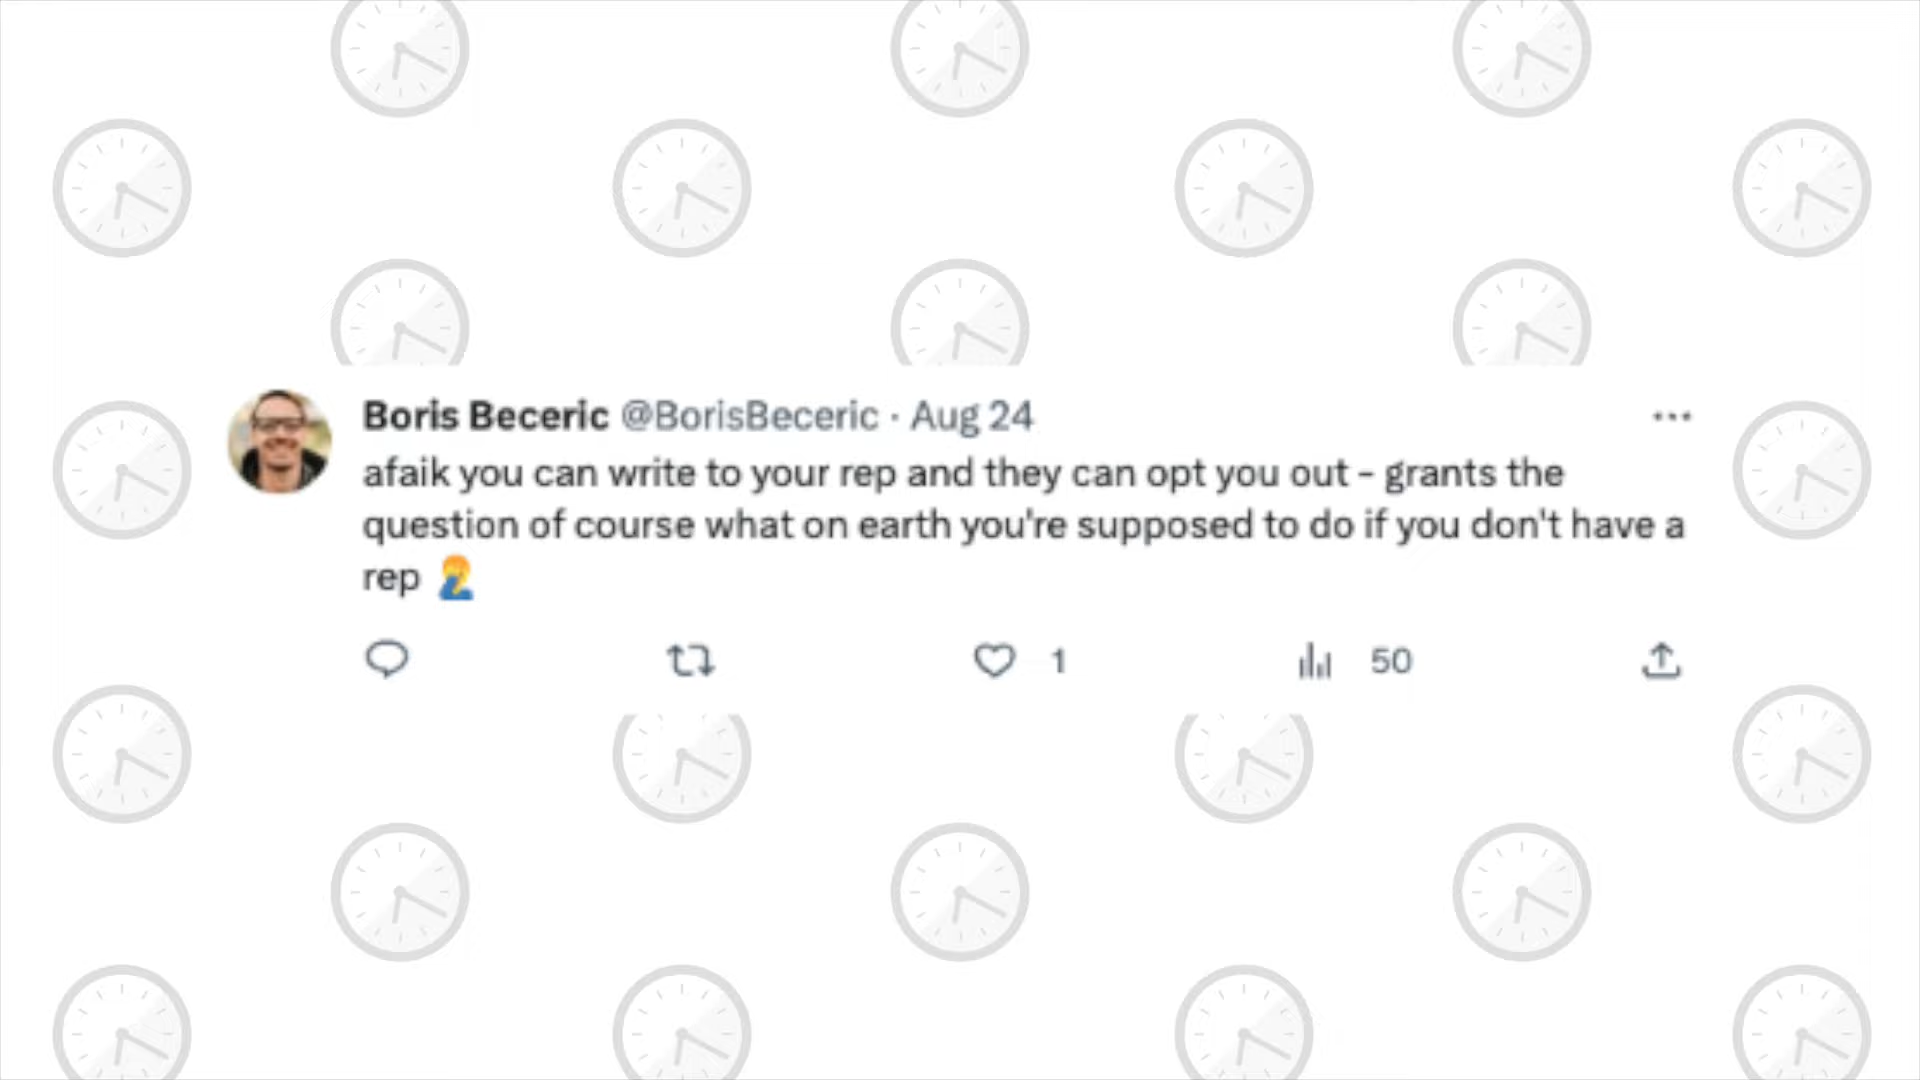 Boris Beceric @BorisBeceric · Aug 24
afaik you can write to your rep and they can opt you out – grants the
question of course what on earth you're supposed to do if you don't have a
rep 🤦‍♂️
1 50